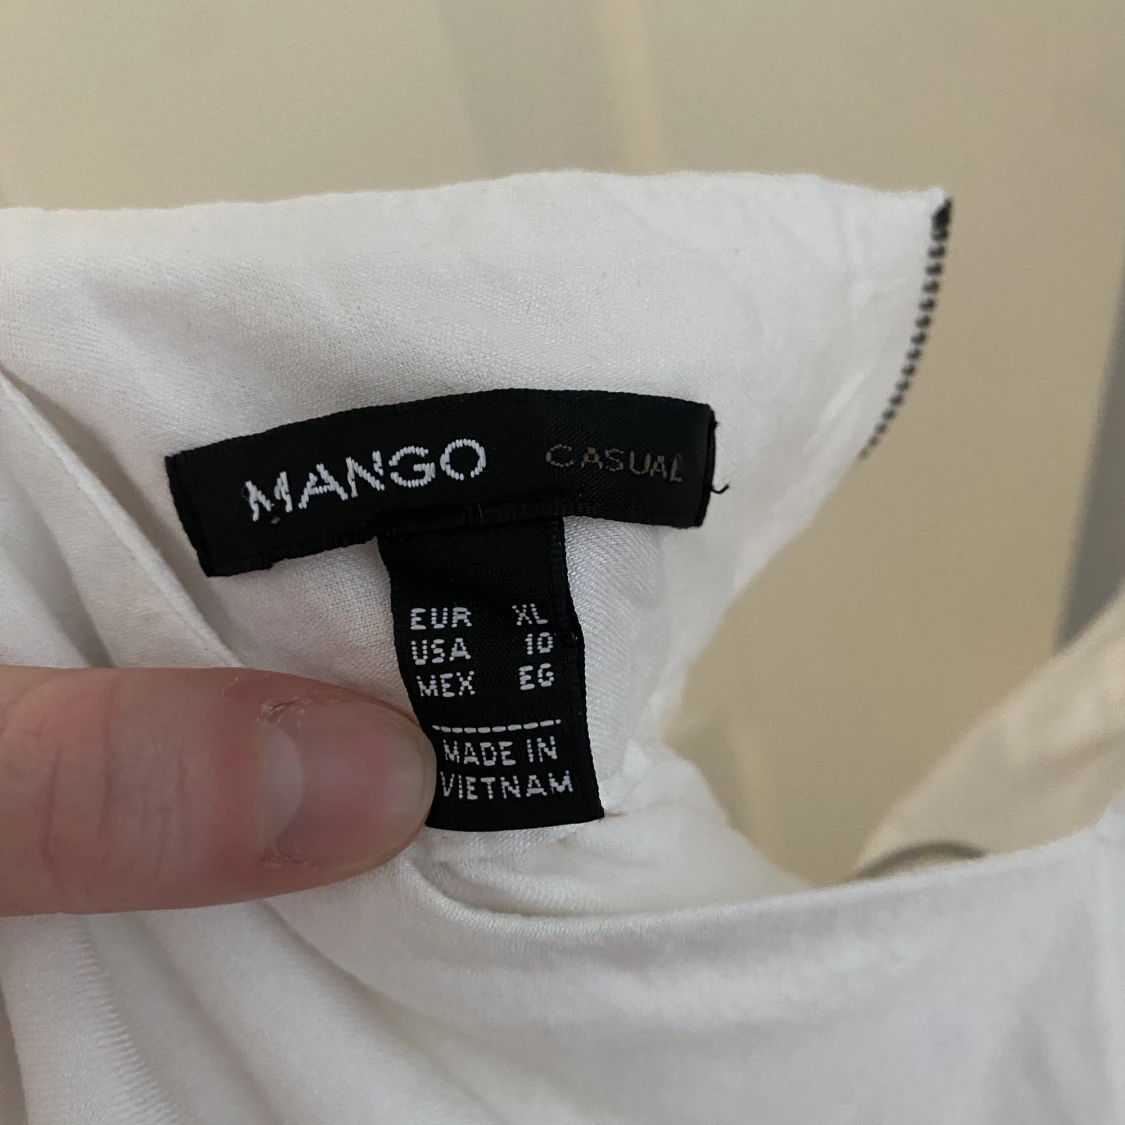 MANGO CASUAL
EUR XL
USA 10
MEX EG
MADE IN
VIETNAM